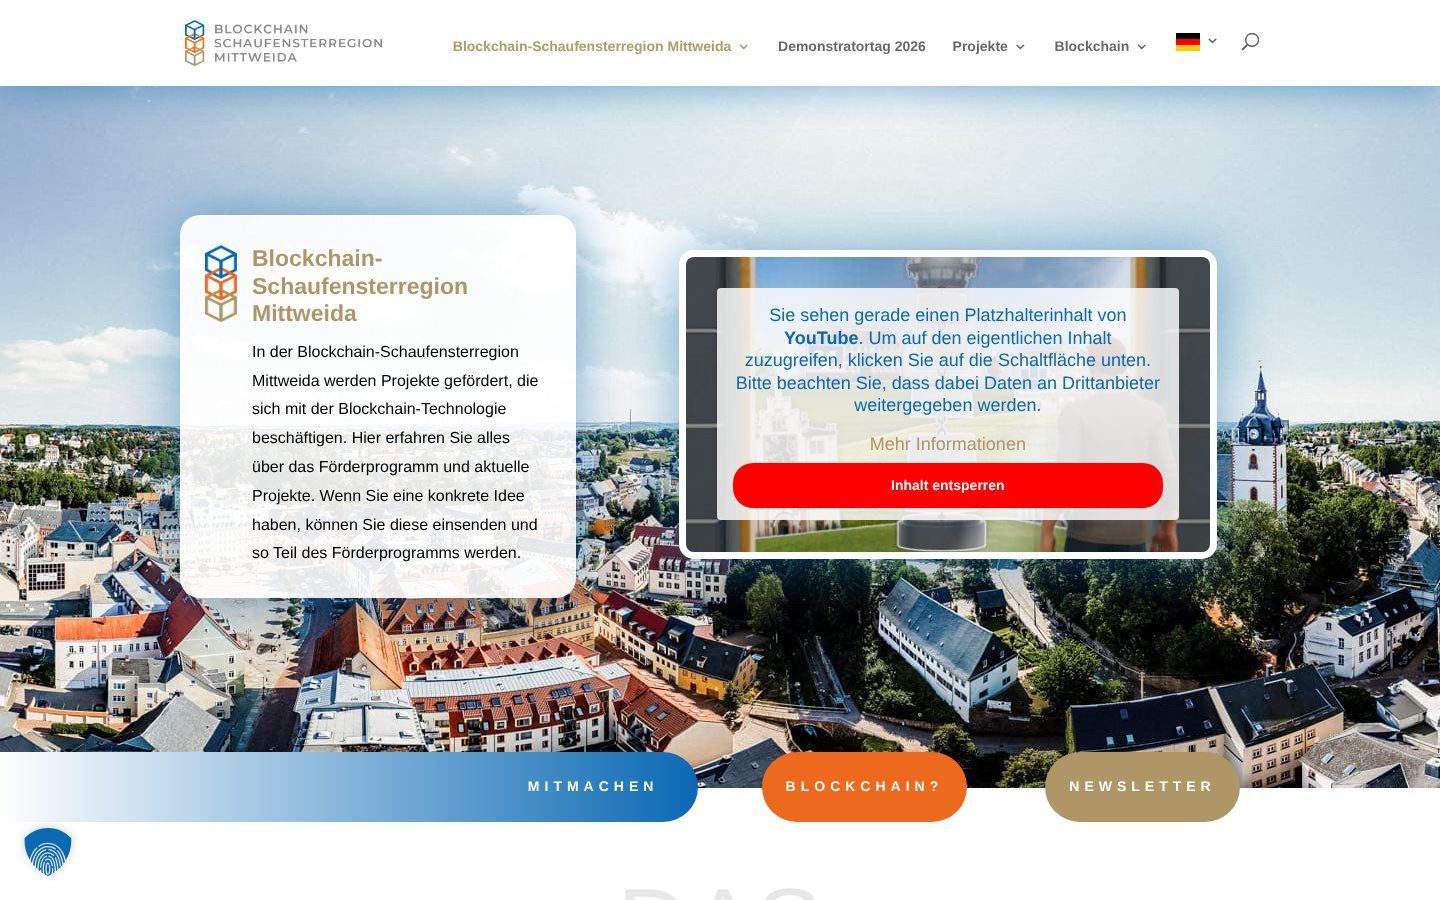 BLOCKCHAIN
SCHAUFENSTERREGION
MITTWEIDA
Blockchain-Schaufensterregion Mittweida
Demonstratortag 2026
Projekte
Blockchain
Blockchain-
Schaufensterregion
Mittweida
In der Blockchain-Schaufensterregion
Mittweida werden Projekte gefördert, die
sich mit der Blockchain-Technologie
beschäftigen. Hier erfahren Sie alles
über das Förderprogramm und aktuelle
Projekte. Wenn Sie eine konkrete Idee
haben, können Sie diese einsenden und
so Teil des Förderprogramms werden.
Sie sehen gerade einen Platzhalterinhalt von
YouTube. Um auf den eigentlichen Inhalt
zuzugreifen, klicken Sie auf die Schaltfläche unten.
Bitte beachten Sie, dass dabei Daten an Drittanbieter
weitergegeben werden.
Mehr Informationen
Inhalt entsperren
MITMACHEN
BLOCKCHAIN?
NEWSLETTER
DAS